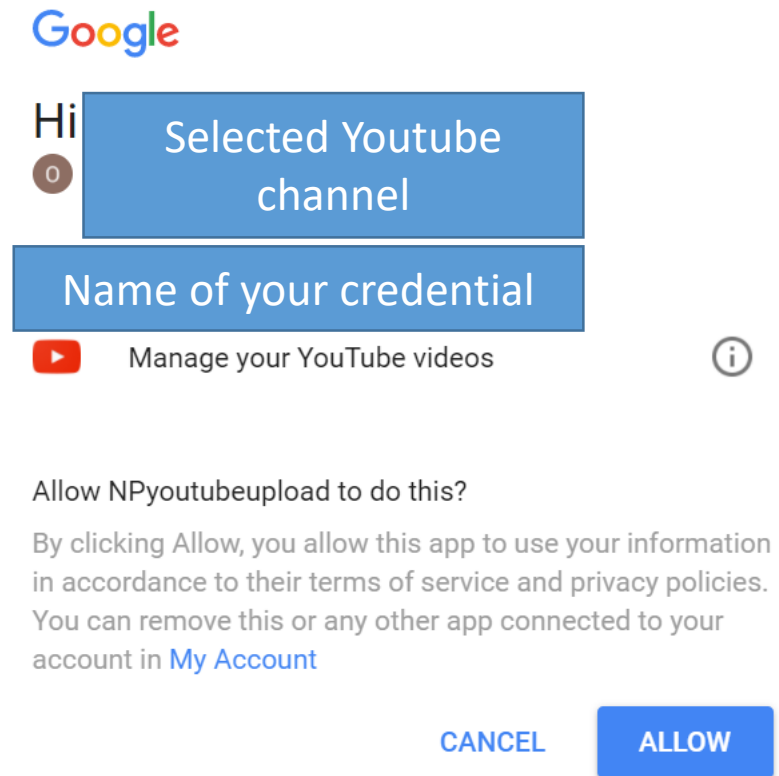 Google
Hi
Selected Youtube
channel
O
Name of your credential
Manage your YouTube videos
i
Allow NPyoutubeupload to do this?
By clicking Allow, you allow this app to use your information
in accordance to their terms of service and privacy policies.
You can remove this or any other app connected to your
account in My Account
CANCEL ALLOW